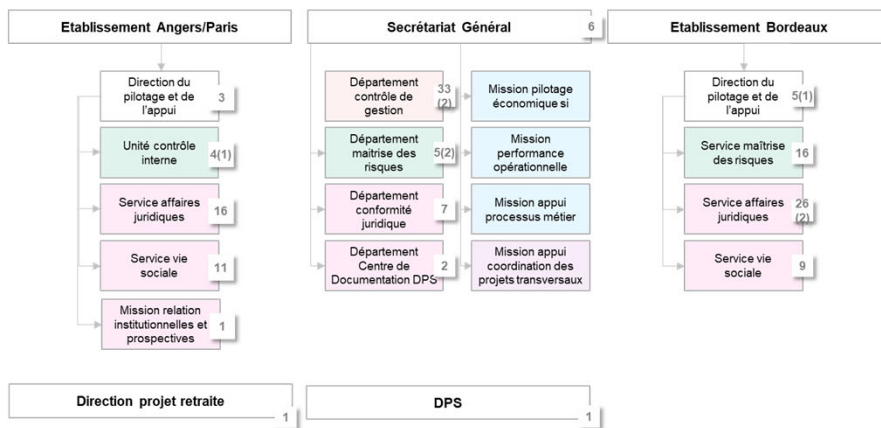 Etablissement Angers/Paris
Direction du
pilotage et de
l'appui
3
Unité contrôle
interne
4(1)
Service affaires
juridiques
16
Service vie
sociale
11
Mission relation
institutionnelles et
prospectives
1
Secrétariat Général
6
Département
contrôle de
gestion
33
(2)
Département
maitrise des
risques
5(2)
Département
conformité
juridique
7
Département
Centre de
Documentation DPS
2
Mission pilotage
économique si
Mission
performance
opérationnelle
Mission appui
processus métier
Mission appui
coordination des
projets transversaux
Etablissement Bordeaux
Direction du
pilotage et de
l'appui
5(1)
Service maîtrise
des risques
16
Service affaires
juridiques
26
(2)
Service vie
sociale
9
Direction projet retraite
1
DPS
1